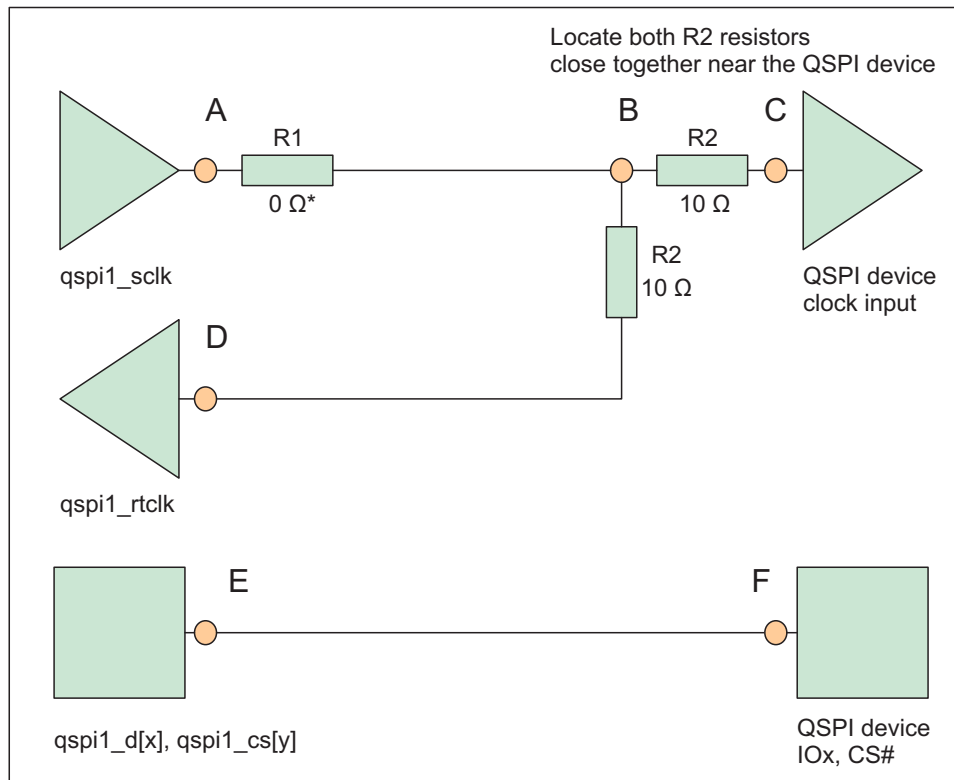 Locate both R2 resistors
close together near the QSPI device
A
B
C
R1
R2
0 Ω*
10 Ω
R2
10 Ω
qspi1_sclk
QSPI device
clock input
D
qspi1_rtclk
E
F
qspi1_d[x], qspi1_cs[y]
QSPI device
IOx, CS#